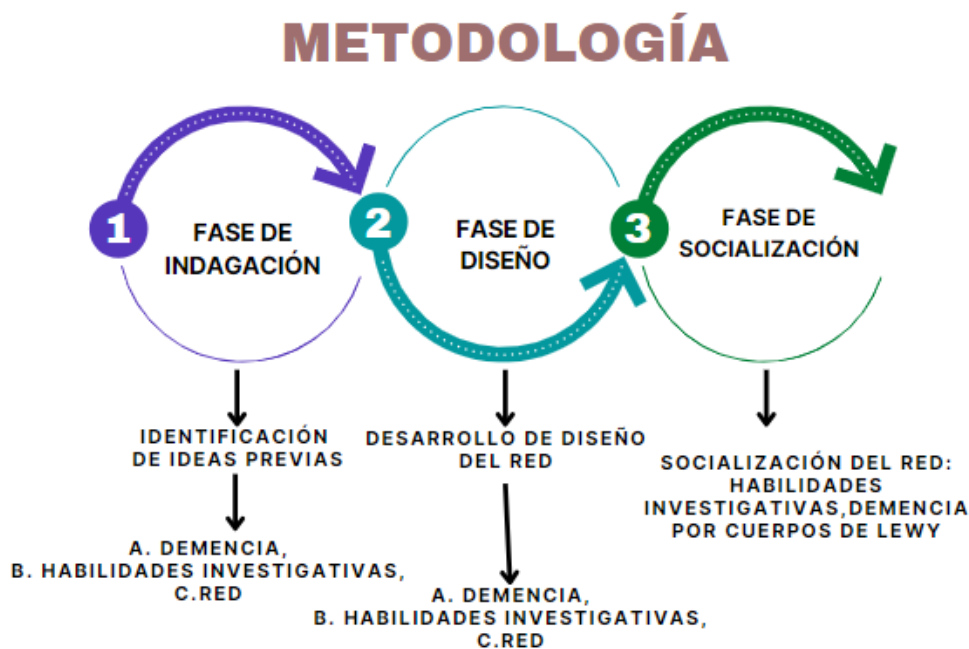 METODOLOGÍA
1
FASE DE
INDAGACIÓN
2
FASE DE
DISEÑO
3
FASE DE
SOCIALIZACIÓN
IDENTIFICACIÓN
DE IDEAS PREVIAS
A. DEMENCIA,
B. HABILIDADES INVESTIGATIVAS,
C.RED
DESARROLLO DE DISEÑO
DEL RED
A. DEMENCIA,
B. HABILIDADES INVESTIGATIVAS,
C.RED
SOCIALIZACIÓN DEL RED:
HABILIDADES
INVESTIGATIVAS,DEMENCIA
POR CUERPOS DE LEWY